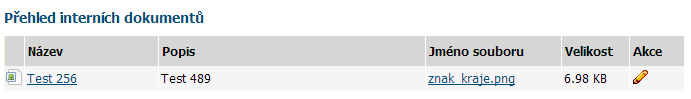 Přehled interních dokumentů
Název Popis Jméno souboru Velikost Akce
Test 256 Test 489 znak_kraje.png 6.98 KB